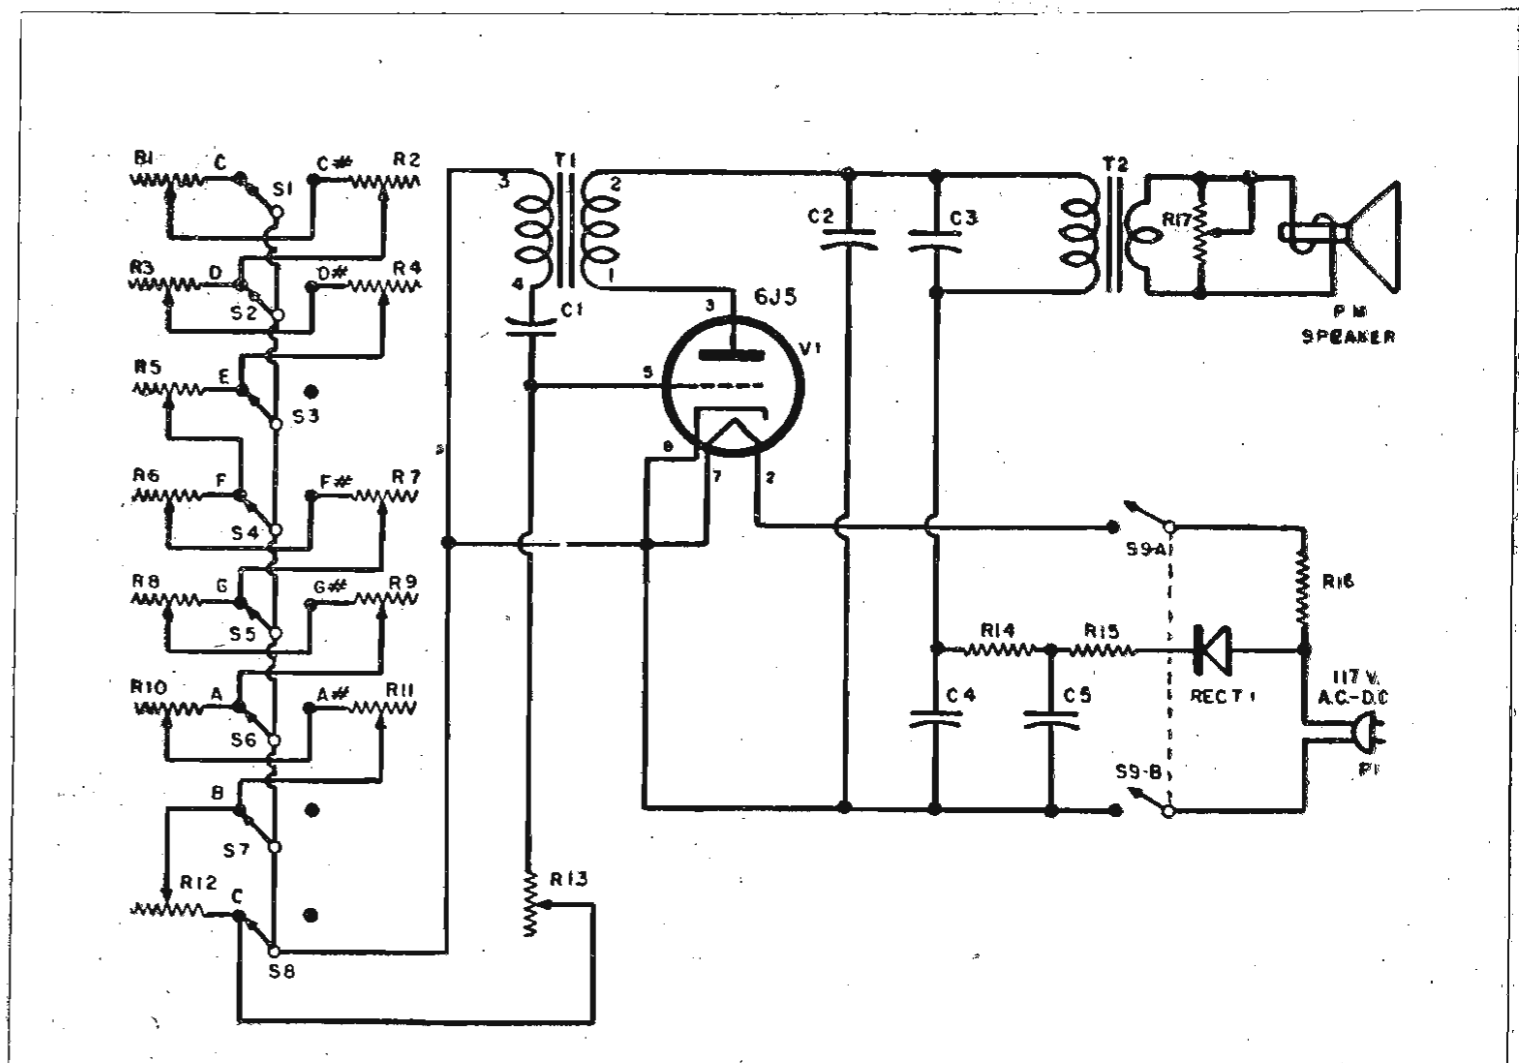 R1 C S1 C# R2
R3 D S2 D# R4
R5 E S3
R6 F S4 F# R7
R8 G S5 G# R9
R10 A S6 A# R11
B S7
R12 C S8
R13
3 T1 2
4 1
C1
3 6J5
V1
5
8 7 2
C2 C3
T2
R17
PM
SPEAKER
S9-A
R16
R14 R15
C4 C5
RECT 1
117 V.
A.C.-D.C
S9-B
P1